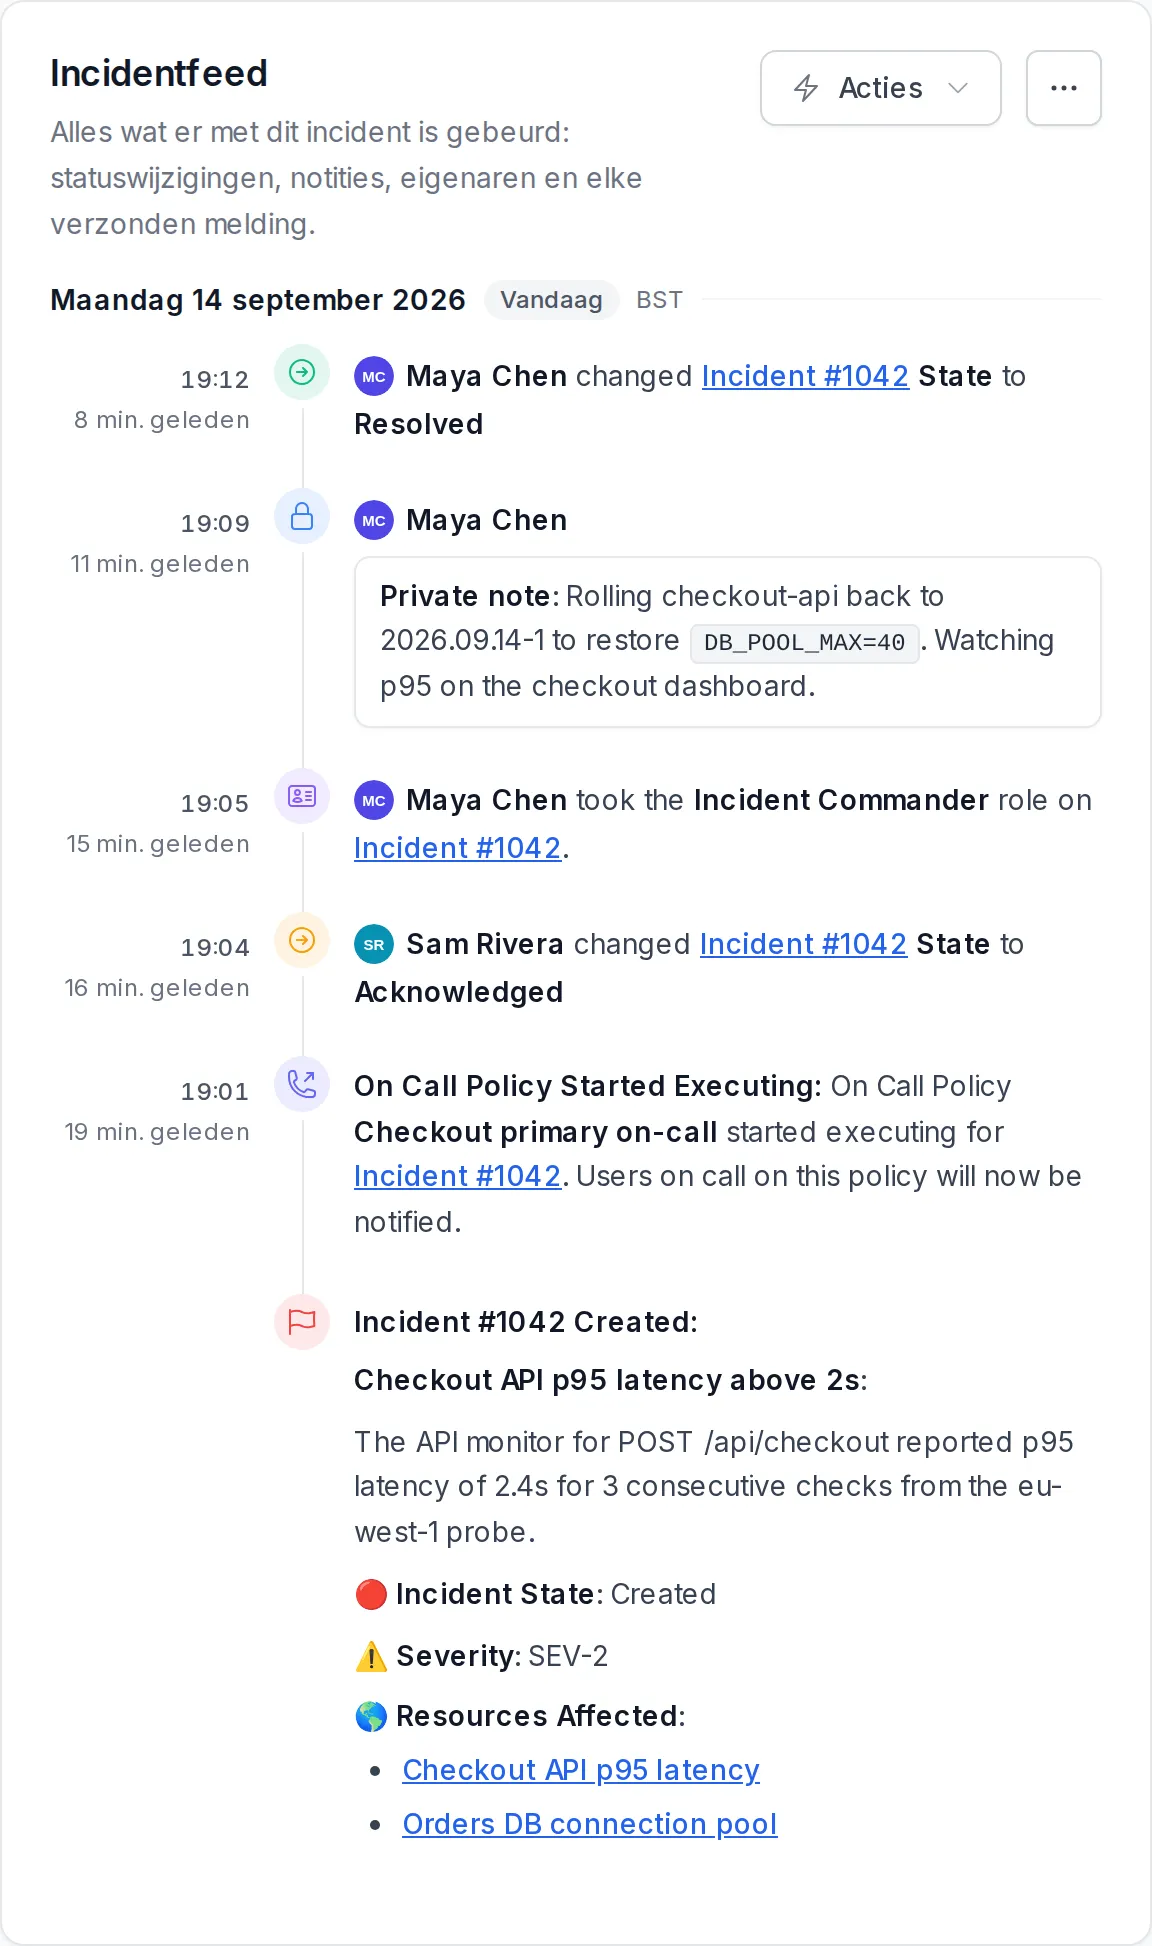 Incidentfeed
Acties
Alles wat er met dit incident is gebeurd:
statuswijzigingen, notities, eigenaren en elke
verzonden melding.
Maandag 14 september 2026 Vandaag BST
19:12
8 min. geleden
MC Maya Chen changed Incident #1042 State to
Resolved
19:09
11 min. geleden
MC Maya Chen
Private note: Rolling checkout-api back to
2026.09.14-1 to restore DB_POOL_MAX=40. Watching
p95 on the checkout dashboard.
19:05
15 min. geleden
MC Maya Chen took the Incident Commander role on
Incident #1042.
19:04
16 min. geleden
SR Sam Rivera changed Incident #1042 State to
Acknowledged
19:01
19 min. geleden
On Call Policy Started Executing: On Call Policy
Checkout primary on-call started executing for
Incident #1042. Users on call on this policy will now be
notified.
Incident #1042 Created:
Checkout API p95 latency above 2s:
The API monitor for POST /api/checkout reported p95
latency of 2.4s for 3 consecutive checks from the eu-
west-1 probe.
🔴 Incident State: Created
⚠️ Severity: SEV-2
🌎 Resources Affected:
• Checkout API p95 latency
• Orders DB connection pool